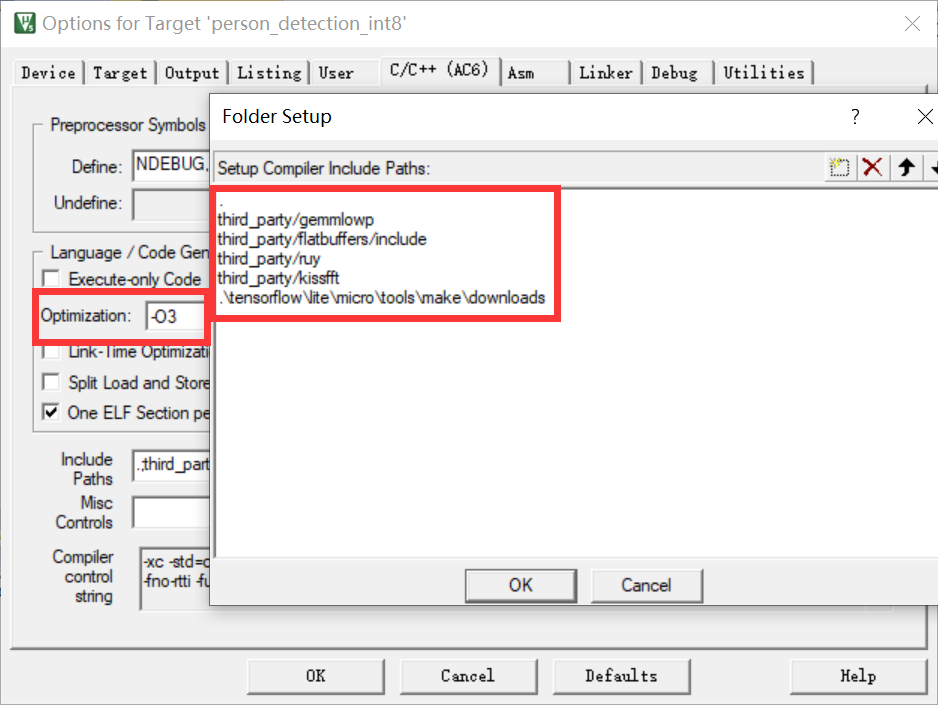 Options for Target 'person_detection_int8'
Device Target Output Listing User C/C++ (AC6) Asm Linker Debug Utilities
Folder Setup
?
Preprocessor Symbols
Setup Compiler Include Paths:
Define: NDEBUG,
Undefine:
.
third_party/gemmlowp
third_party/flatbuffers/include
third_party/ruy
third_party/kissfft
.\tensorflow\lite\micro\tools\make\downloads
Language / Code Gen
Execute-only Code
Optimization: -O3
Link-Time Optimizati
Split Load and Store
One ELF Section pe
Include
Paths
.;third_part
Misc
Controls
Compiler
control
string
-xc -std=c
-fno-rtti -fu
OK Cancel
OK Cancel Defaults Help